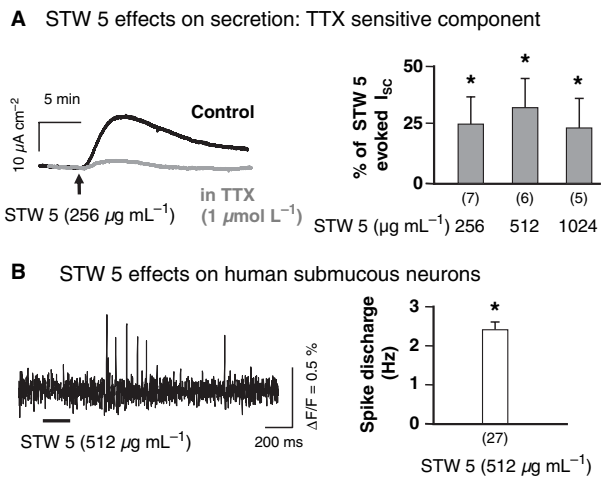 A STW 5 effects on secretion: TTX sensitive component
10 µA cm⁻²
5 min
Control
in TTX
(1 µmol L⁻¹)
STW 5 (256 µg mL⁻¹)
% of STW 5
evoked I_SC
50
25
0
* * *
(7) (6) (5)
STW 5 (µg mL⁻¹) 256 512 1024
B STW 5 effects on human submucous neurons
STW 5 (512 µg mL⁻¹)
200 ms
ΔF/F = 0.5 %
Spike discharge
(Hz)
3
2
1
0
*
(27)
STW 5 (512 µg mL⁻¹)